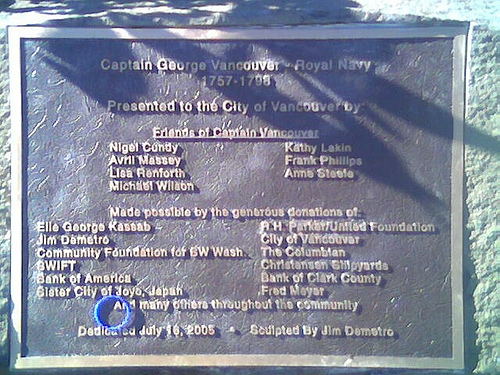 Captain George Vancouver - Royal Navy
1757-1798
Presented to the City of Vancouver by:
Friends of Captain Vancouver
Nigel Cundy Kathy Lakin
Avril Massey Frank Phillips
Lisa Renforth Anne Steele
Michael Wilson
Made possible by the generous donations of:
Elie George Kassab P.H. Parker/United Foundation
Jim Demetro City of Vancouver
Community Foundation for SW Wash The Columbian
SWIFT Christensen Shipyards
Bank of America Bank of Clark County
Sister City of Joyo, Japan Fred Meyer
And many others throughout the community
Dedicated July 16, 2005 • Sculpted By Jim Demetro